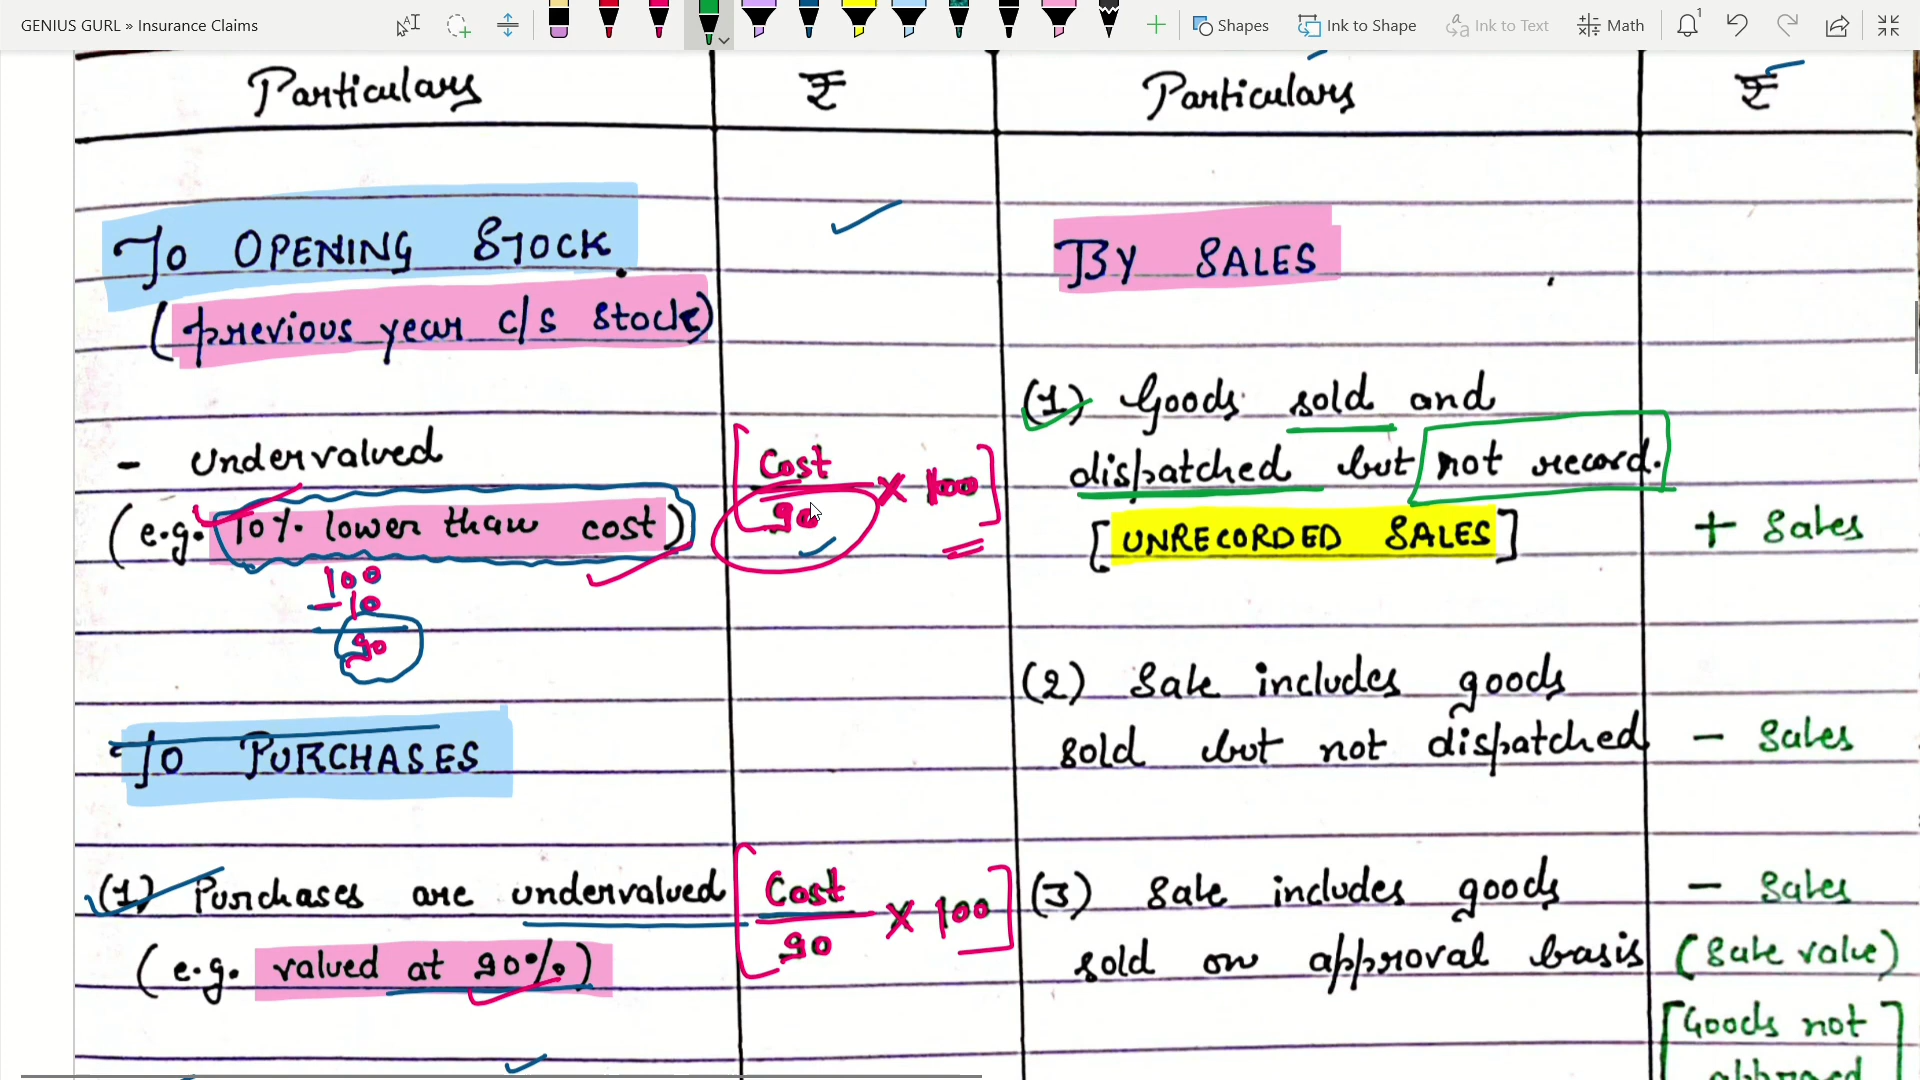 GENIUS GURL » Insurance Claims
Shapes
Ink to Shape
Ink to Text
Math
1
Particulars ₹ Particulars ₹
To OPENING STOCK.
(previous year c/s stock)
- undervalued
(e.g. 10% lower than cost)
100
-10
90
[Cost
90 × 100]
To PURCHASES
(1) Purchases are undervalued
(e.g. valued at 90%)
[Cost
90 × 100]
By SALES
(1) Goods sold and
dispatched but not record.
[UNRECORDED SALES] + Sales
(2) Sale includes goods
sold but not dispatched - Sales
(3) Sale includes goods - Sales
sold on approval basis (Sale value)
[Goods not